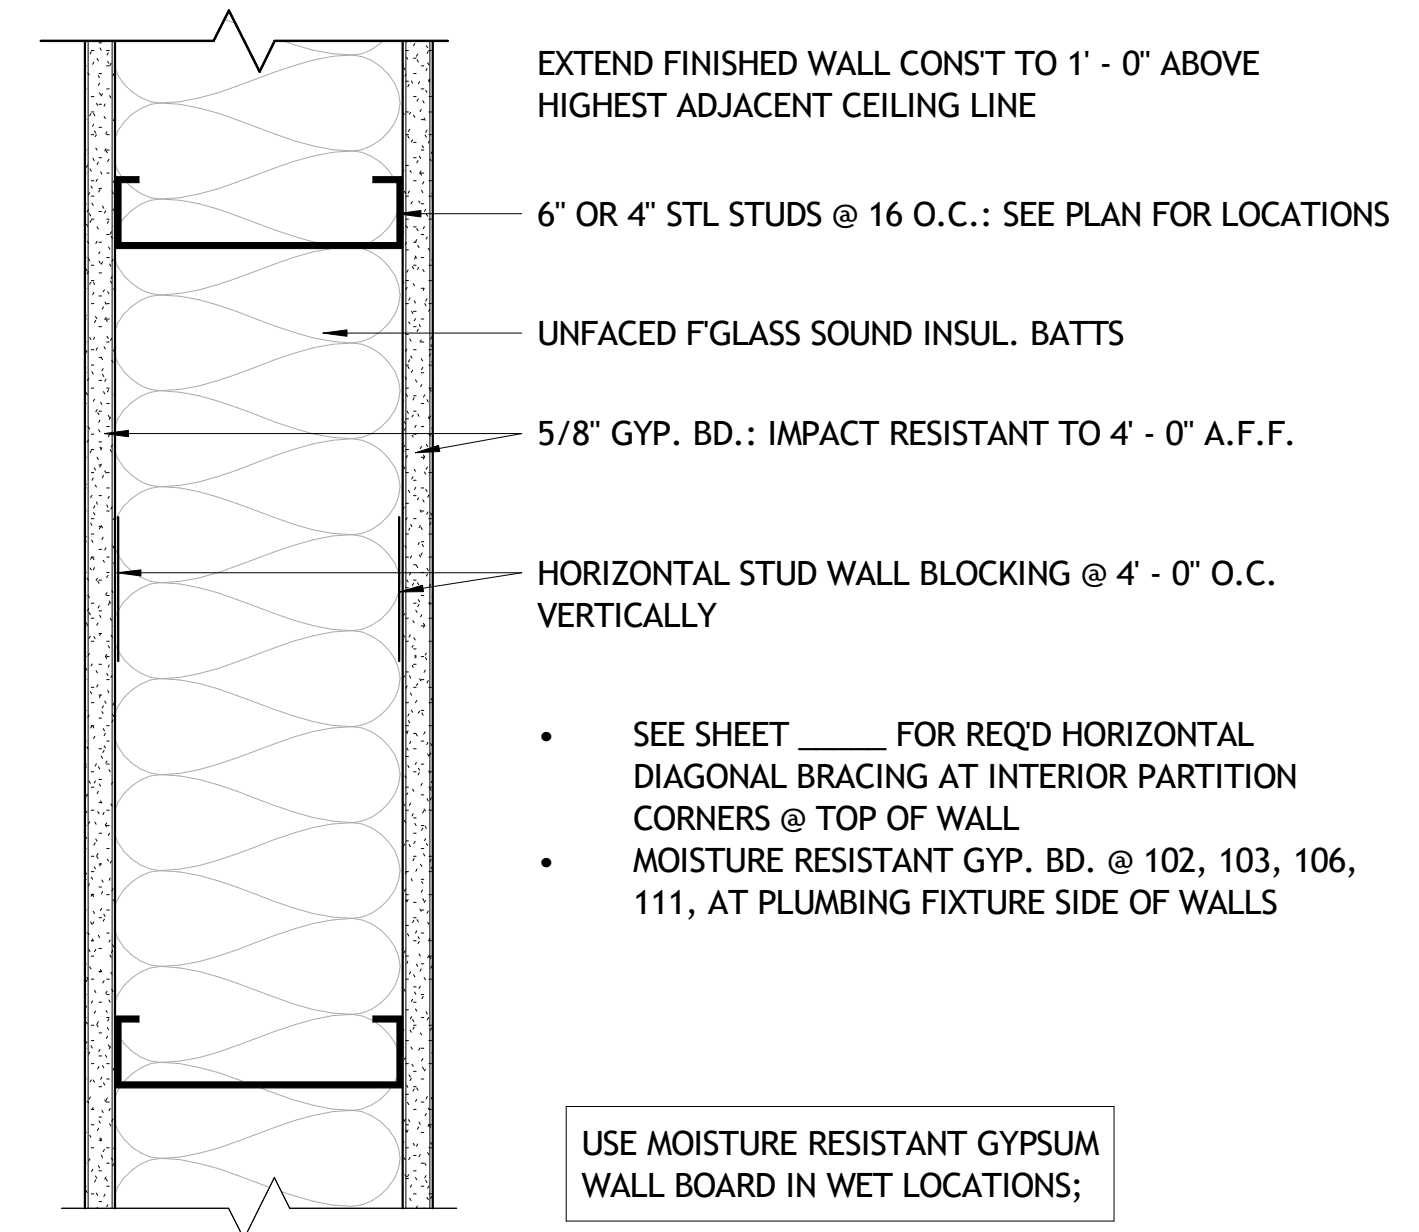 EXTEND FINISHED WALL CONS'T TO 1' - 0" ABOVE
HIGHEST ADJACENT CEILING LINE
6" OR 4" STL STUDS @ 16 O.C.: SEE PLAN FOR LOCATIONS
UNFACED F'GLASS SOUND INSUL. BATTS
5/8" GYP. BD.: IMPACT RESISTANT TO 4' - 0" A.F.F.
HORIZONTAL STUD WALL BLOCKING @ 4' - 0" O.C.
VERTICALLY
• SEE SHEET _____ FOR REQ'D HORIZONTAL
DIAGONAL BRACING AT INTERIOR PARTITION
CORNERS @ TOP OF WALL
• MOISTURE RESISTANT GYP. BD. @ 102, 103, 106,
111, AT PLUMBING FIXTURE SIDE OF WALLS
USE MOISTURE RESISTANT GYPSUM
WALL BOARD IN WET LOCATIONS;